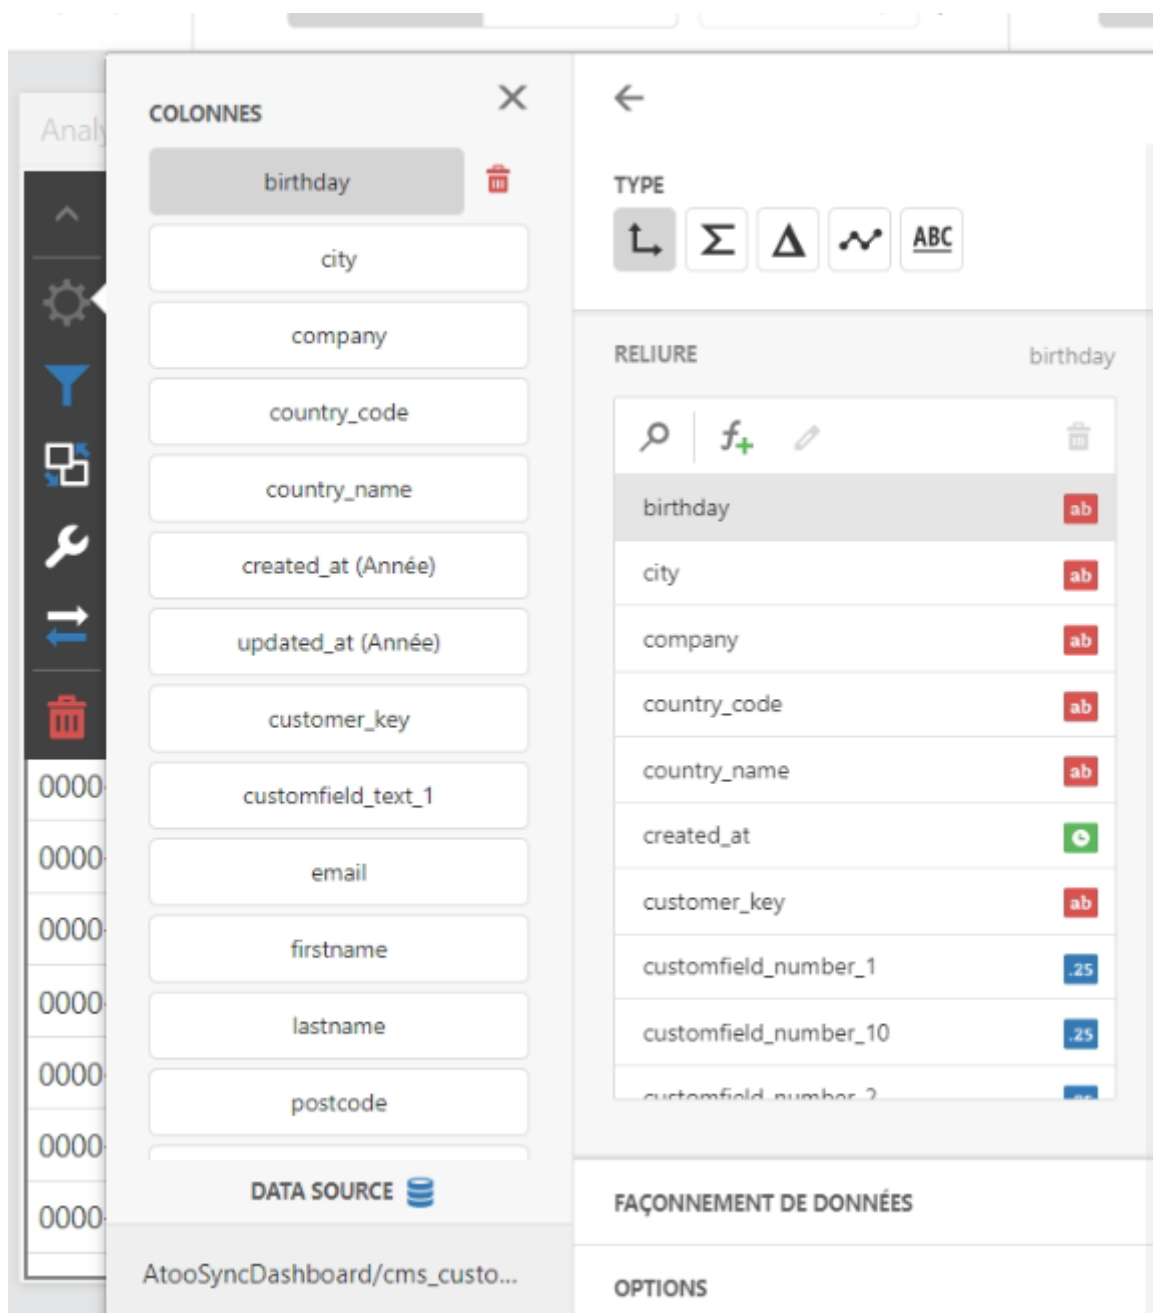 Analy
COLONNES
birthday
city
company
country_code
country_name
created_at (Année)
updated_at (Année)
customer_key
customfield_text_1
email
firstname
lastname
postcode
DATA SOURCE
AtooSyncDashboard/cms_custo...
0000-
0000-
0000-
0000-
0000-
0000-
0000-
TYPE
ABC
RELIURE birthday
f+
birthday ab
city ab
company ab
country_code ab
country_name ab
created_at
customer_key ab
customfield_number_1 .25
customfield_number_10 .25
customfield_number_2 .25
FAÇONNEMENT DE DONNÉES
OPTIONS